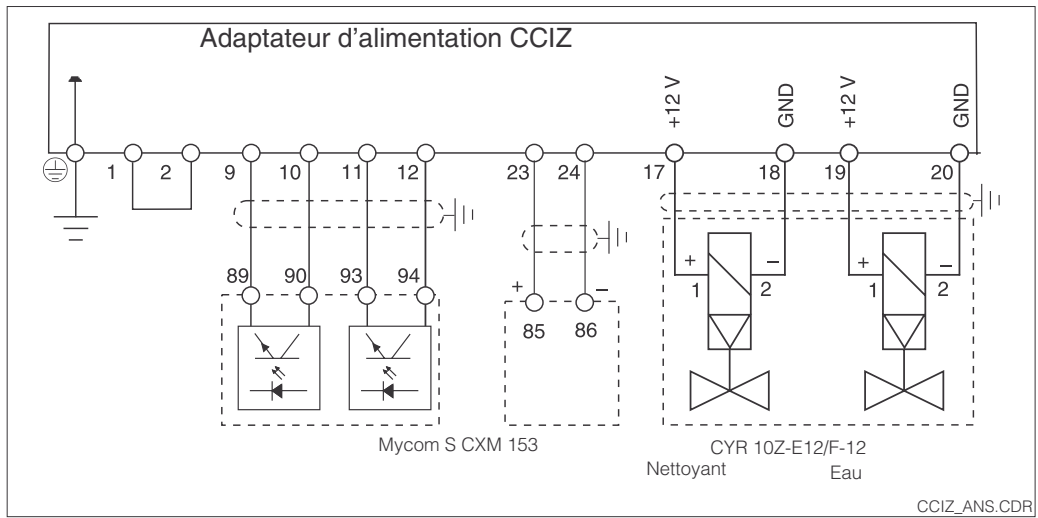 Adaptateur d'alimentation CCIZ
+12 V GND +12 V GND
1 2 9 10 11 12 23 24 17 18 19 20
89 90 93 94
+ 85 – 86
+ 1 – 2 + 1 – 2
Mycom S CXM 153
CYR 10Z-E12/F-12
Nettoyant Eau
CCIZ_ANS.CDR